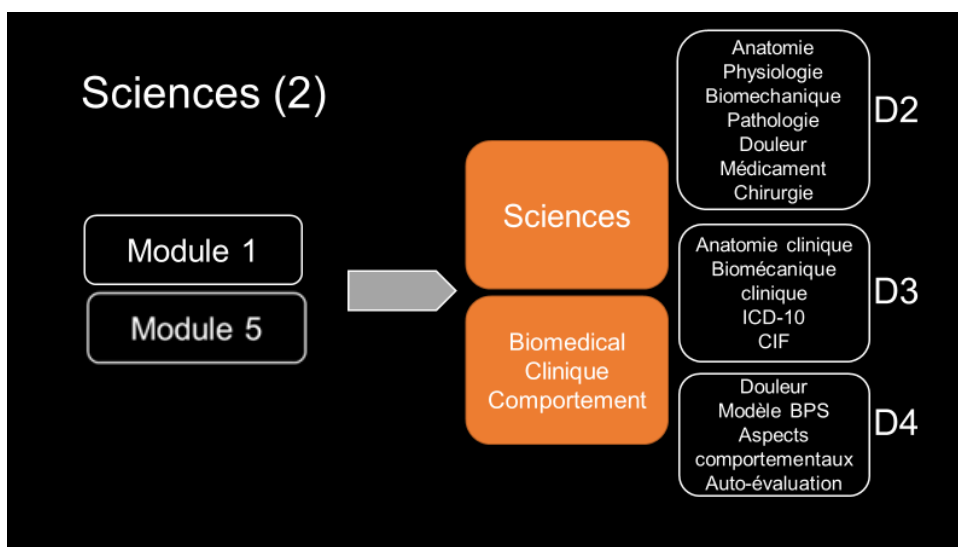 Sciences (2)
Module 1
Module 5
Sciences
Biomedical
Clinique
Comportement
Anatomie
Physiologie
Biomechanique
Pathologie
Douleur
Médicament
Chirurgie
D2
Anatomie clinique
Biomécanique
clinique
ICD-10
CIF
D3
Douleur
Modèle BPS
Aspects
comportementaux
Auto-évaluation
D4